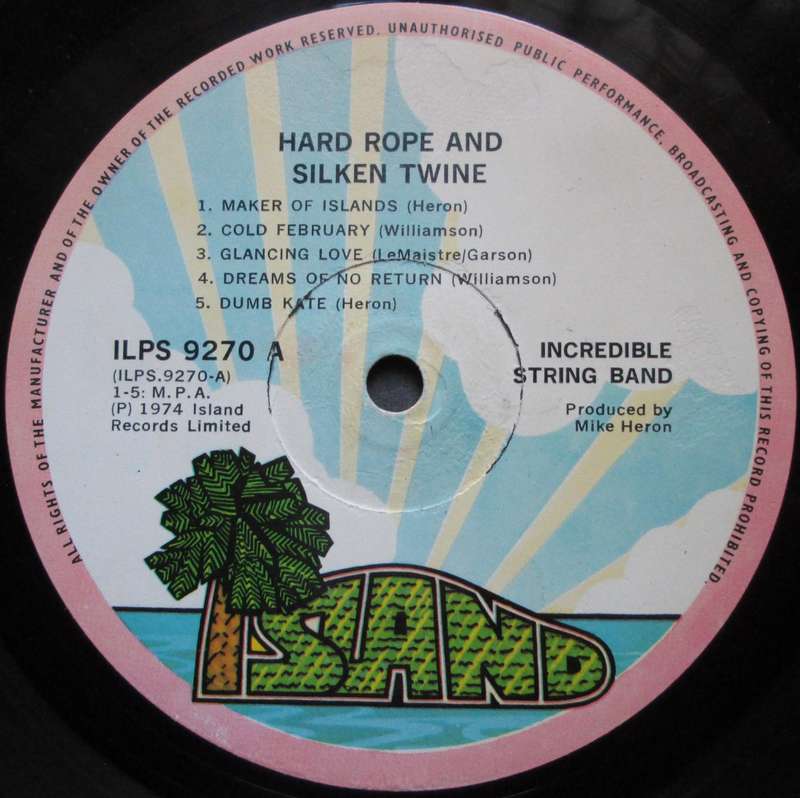 ALL RIGHTS OF THE MANUFACTURER AND OF THE OWNER OF THE RECORDED WORK RESERVED. UNAUTHORISED PUBLIC PERFORMANCE, BROADCASTING AND COPYING OF THIS RECORD PROHIBITED.
HARD ROPE AND
SILKEN TWINE
1. MAKER OF ISLANDS (Heron)
2. COLD FEBRUARY (Williamson)
3. GLANCING LOVE (LeMaistre/Garson)
4. DREAMS OF NO RETURN (Williamson)
5. DUMB KATE (Heron)
ILPS 9270 A
(ILPS.9270-A)
1-5: M.P.A.
(P) 1974 Island
Records Limited
INCREDIBLE
STRING BAND
Produced by
Mike Heron
ISLAND